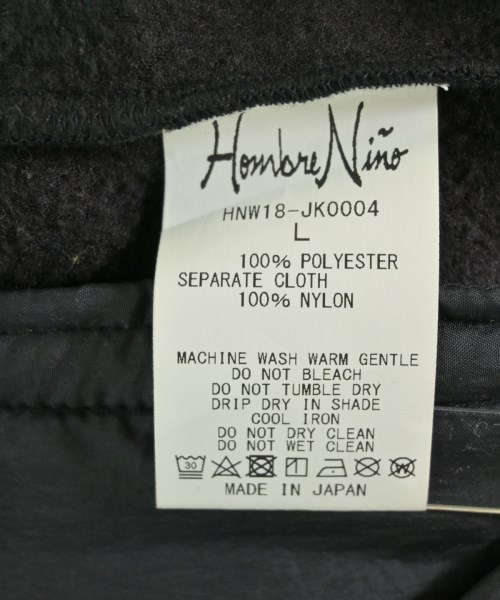 Hombre Niño
HNW18-JK0004
L
100% POLYESTER
SEPARATE CLOTH
100% NYLON
MACHINE WASH WARM GENTLE
DO NOT BLEACH
DO NOT TUMBLE DRY
DRIP DRY IN SHADE
COOL IRON
DO NOT DRY CLEAN
DO NOT WET CLEAN
30 W
MADE IN JAPAN